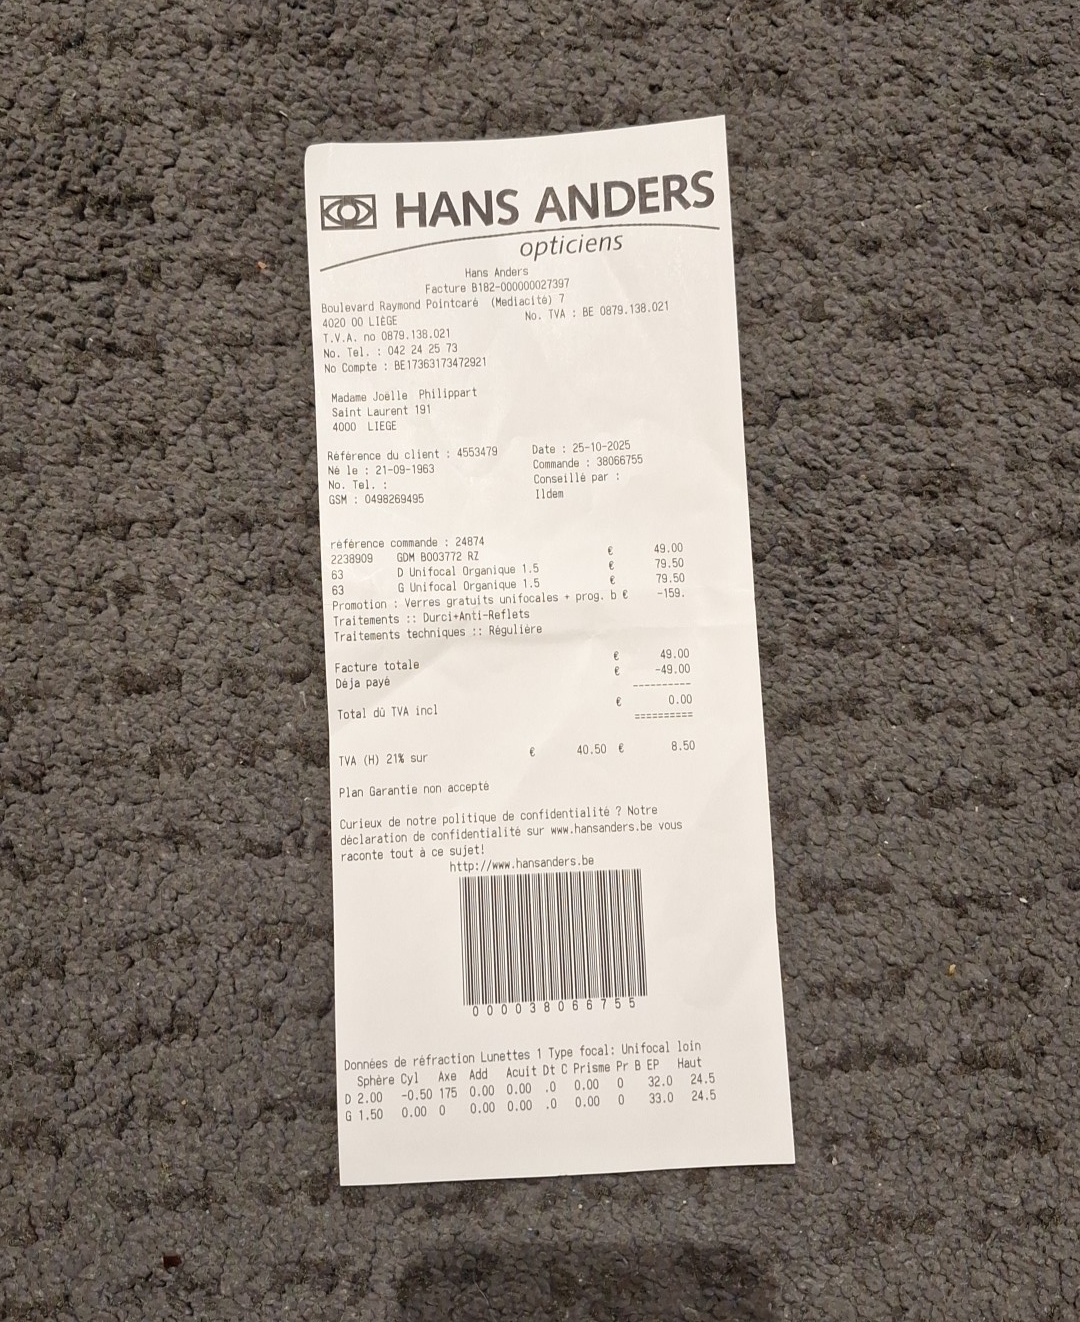 HANS ANDERS
opticiens
Hans Anders
Facture B182-000000027397
Boulevard Raymond Pointcaré (Mediacité) 7
4020 00 LIÈGE No. TVA : BE 0879.138.021
T.V.A. no 0879.138.021
No. Tel. : 042 24 25 73
No Compte : BE17363173472921
Madame Joëlle Philippart
Saint Laurent 191
4000 LIEGE
Référence du client : 4553479 Date : 25-10-2025
Né le : 21-09-1963 Commande : 38066755
No. Tel. : Conseillé par :
GSM : 0498269495 Ildem
référence commande : 24874
2238909 GDM B003772 RZ € 49.00
63 D Unifocal Organique 1.5 € 79.50
63 G Unifocal Organique 1.5 € 79.50
Promotion : Verres gratuits unifocales + prog. b € -159.
Traitements :: Durci+Anti-Reflets
Traitements techniques :: Régulière
Facture totale € 49.00
Déja payé € -49.00
----------
Total dû TVA incl € 0.00
==========
TVA (H) 21% sur € 40.50 € 8.50
Plan Garantie non accepté
Curieux de notre politique de confidentialité ? Notre
déclaration de confidentialité sur www.hansanders.be vous
raconte tout à ce sujet!
http://www.hansanders.be
000038066755
Données de réfraction Lunettes 1 Type focal: Unifocal loin
Sphère Cyl Axe Add Acuit Dt C Prisme Pr B EP Haut
D 2.00 -0.50 175 0.00 0.00 .0 0.00 0 32.0 24.5
G 1.50 0.00 0 0.00 0.00 .0 0.00 0 33.0 24.5